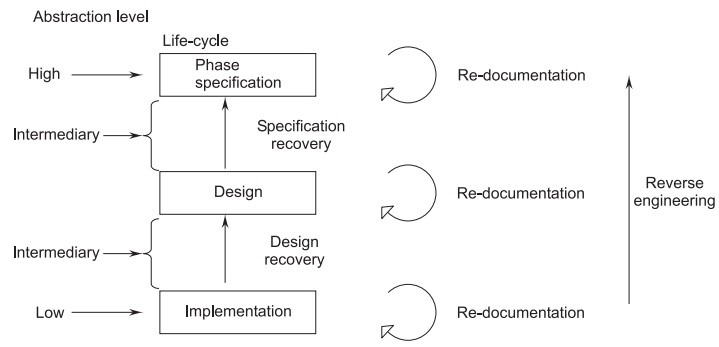 Abstraction level
Life-cycle
High
Phase
specification
Re-documentation
Intermediary
Specification
recovery
Design
Re-documentation
Reverse
engineering
Intermediary
Design
recovery
Low
Implementation
Re-documentation